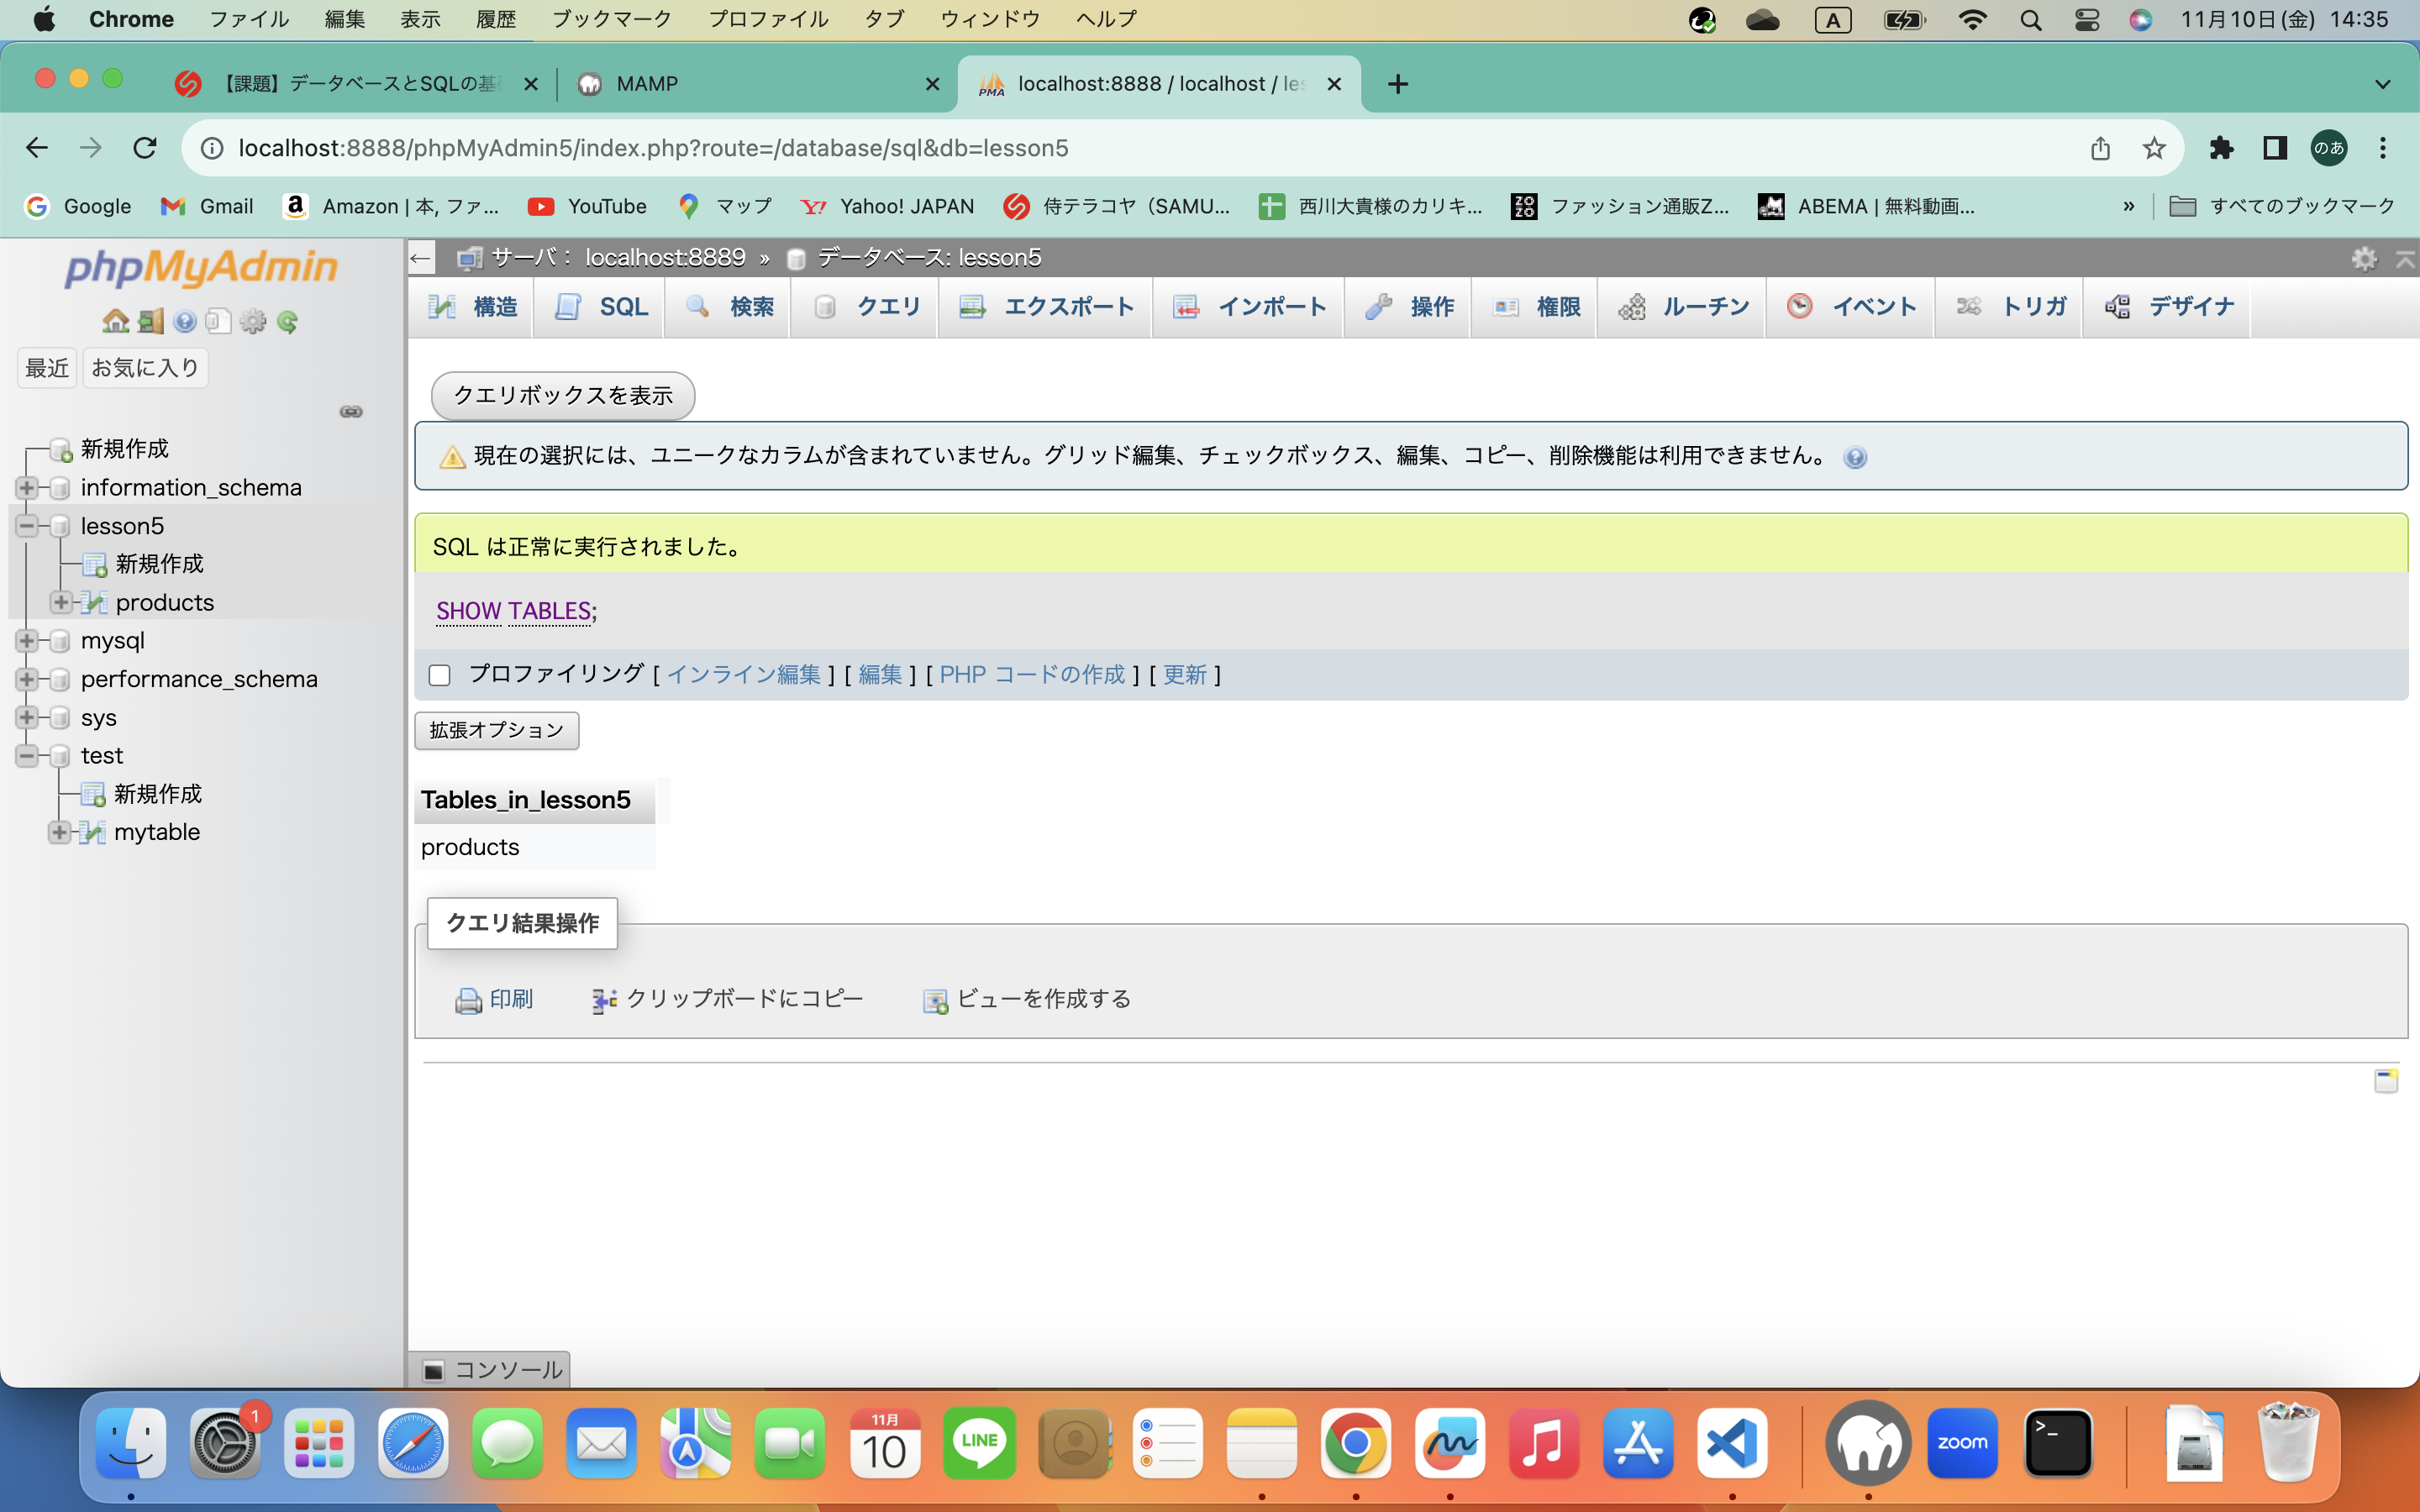 Chrome ファイル 編集 表示 履歴 ブックマーク プロファイル タブ ウィンドウ ヘルプ A 11月10日(金) 14:35
【課題】データベースとSQLの基 MAMP PMA localhost:8888 / localhost / les
localhost:8888/phpMyAdmin5/index.php?route=/database/sql&db=lesson5 のあ
Google Gmail Amazon | 本, ファ... YouTube マップ Yahoo! JAPAN 侍テラコヤ（SAMU... 西川大貴様のカリキ... ファッション通販Z... ABEMA | 無料動画... » すべてのブックマーク
phpMyAdmin
最近 お気に入り
新規作成
information_schema
lesson5
新規作成
products
mysql
performance_schema
sys
test
新規作成
mytable
サーバ： localhost:8889 » データベース: lesson5
構造 SQL 検索 クエリ エクスポート インポート 操作 権限 ルーチン イベント トリガ デザイナ
クエリボックスを表示
現在の選択には、ユニークなカラムが含まれていません。グリッド編集、チェックボックス、編集、コピー、削除機能は利用できません。
SQL は正常に実行されました。
SHOW TABLES;
プロファイリング [ インライン編集 ] [ 編集 ] [ PHP コードの作成 ] [ 更新 ]
拡張オプション
Tables_in_lesson5
products
クエリ結果操作
印刷 クリップボードにコピー ビューを作成する
コンソール
1 11月 10 LINE zoom >_